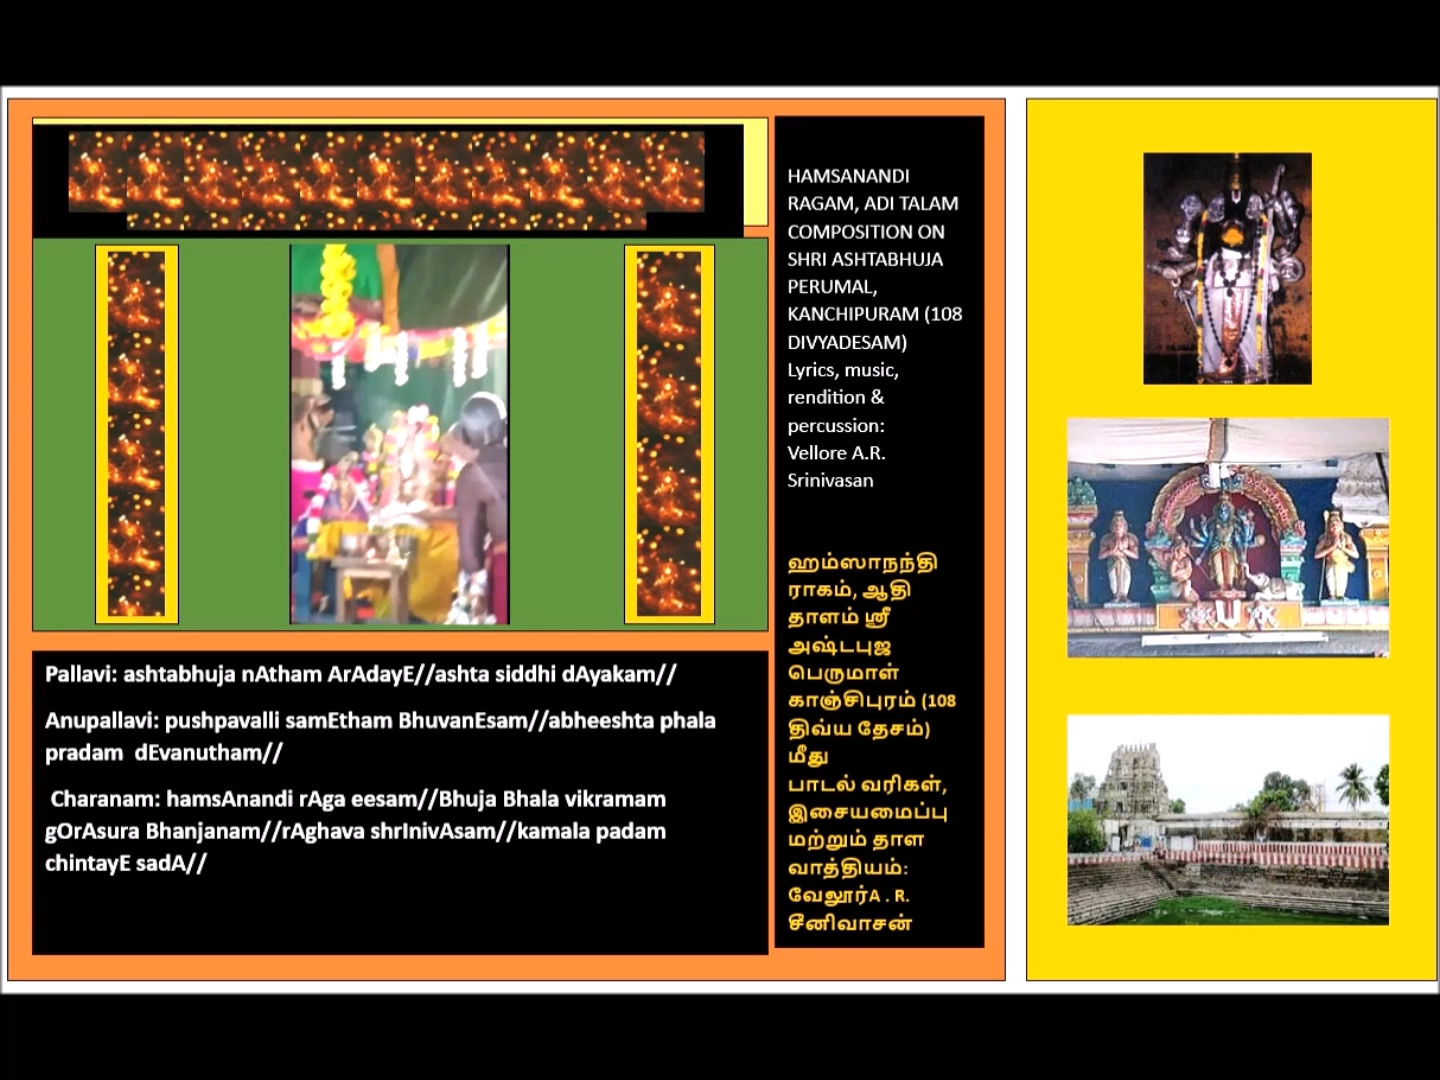 HAMSANANDI
RAGAM, ADI TALAM
COMPOSITION ON
SHRI ASHTABHUJA
PERUMAL,
KANCHIPURAM (108
DIVYADESAM)
Lyrics, music,
rendition &
percussion:
Vellore A.R.
Srinivasan
ஹம்ஸாநந்தி
ராகம், ஆதி
தாளம் ஸ்ரீ
அஷ்டபுஜ
பெருமாள்
காஞ்சிபுரம் (108
திவ்ய தேசம்)
மீது
பாடல் வரிகள்,
இசையமைப்பு
மற்றும் தாள
வாத்தியம்:
வேலூர்A . R.
சீனிவாசன்
Pallavi: ashtabhuja nAtham ArAdayE//ashta siddhi dAyakam//
Anupallavi: pushpavalli samEtham BhuvanEsam//abheeshta phala
pradam  dEvanutham//
Charanam: hamsAnandi rAga eesam//Bhuja Bhala vikramam
gOrAsura Bhanjanam//rAghava shrInivAsam//kamala padam
chintayE sadA//